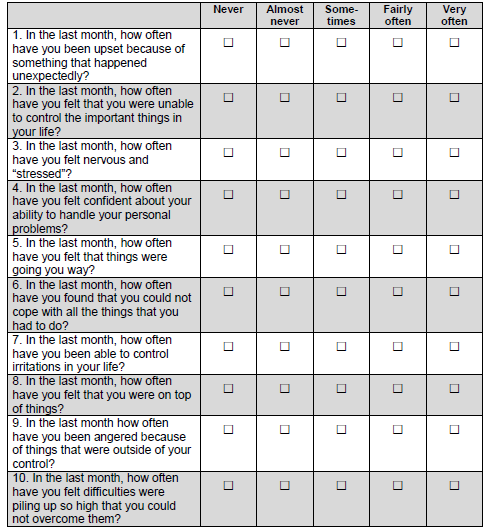 Never
Almost
never
Some-
times
Fairly
often
Very
often
1. In the last month, how often
have you been upset because of
something that happened
unexpectedly?
☐ ☐ ☐ ☐ ☐
2. In the last month, how often
have you felt that you were unable
to control the important things in
your life?
☐ ☐ ☐ ☐ ☐
3. In the last month, how often
have you felt nervous and
“stressed”?
☐ ☐ ☐ ☐ ☐
4. In the last month, how often
have you felt confident about your
ability to handle your personal
problems?
☐ ☐ ☐ ☐ ☐
5. In the last month, how often
have you felt that things were
going you way?
☐ ☐ ☐ ☐ ☐
6. In the last month, how often
have you found that you could not
cope with all the things that you
had to do?
☐ ☐ ☐ ☐ ☐
7. In the last month, how often
have you been able to control
irritations in your life?
☐ ☐ ☐ ☐ ☐
8. In the last month, how often
have you felt that you were on top
of things?
☐ ☐ ☐ ☐ ☐
9. In the last month how often
have you been angered because
of things that were outside of your
control?
☐ ☐ ☐ ☐ ☐
10. In the last month, how often
have you felt difficulties were
piling up so high that you could
not overcome them?
☐ ☐ ☐ ☐ ☐